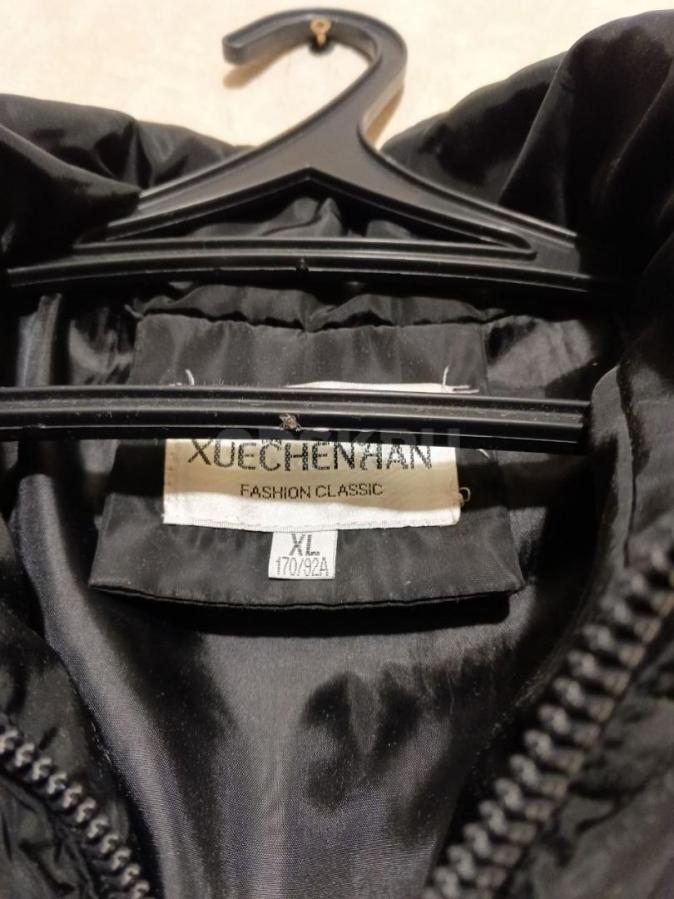 XUECHENHAN
FASHION CLASSIC
XL
170/92A